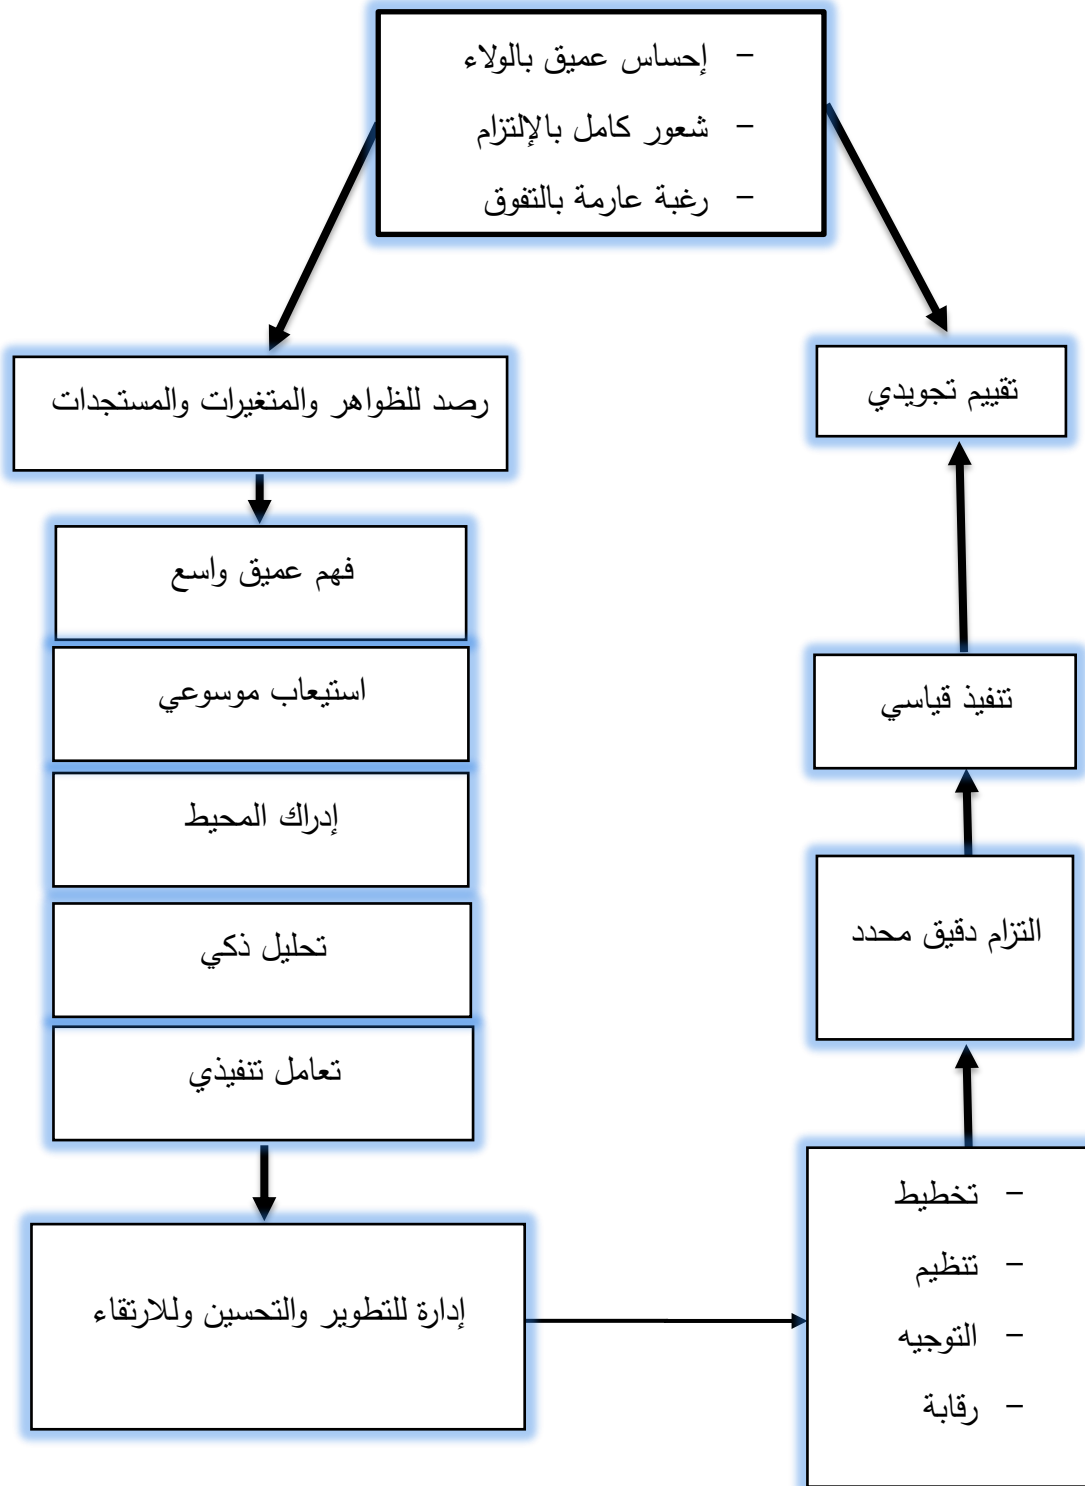 - إحساس عميق بالولاء
- شعور كامل بالإلتزام
- رغبة عارمة بالتفوق
تقييم تجويدي
رصد للظواهر والمتغيرات والمستجدات
فهم عميق واسع
تنفيذ قياسي
استيعاب موسوعي
إدراك المحيط
التزام دقيق محدد
تحليل ذكي
تعامل تنفيذي
- تخطيط
- تنظيم
- التوجيه
- رقابة
إدارة للتطوير والتحسين وللارتقاء